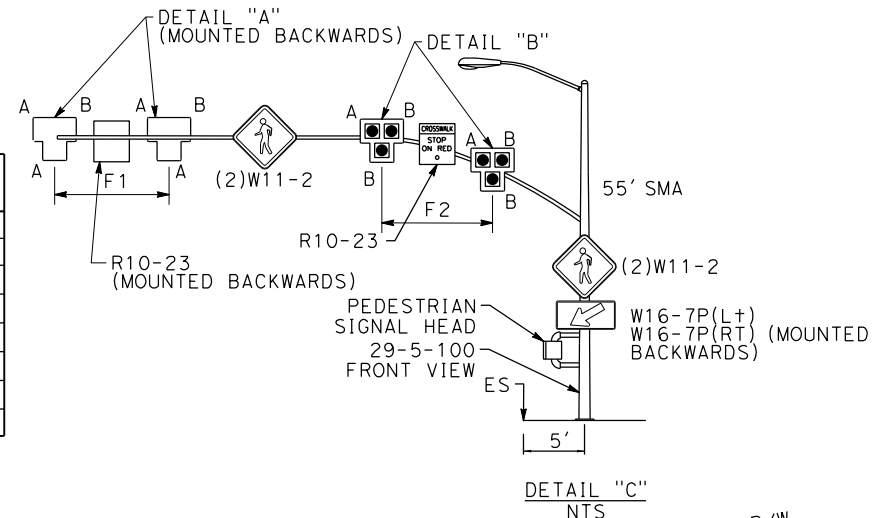 DETAIL "A"
(MOUNTED BACKWARDS)
DETAIL "B"
A
B
A
B
A
B
A
B
A
A
B
B
F1
F2
CROSSWALK
STOP
ON RED
(2)W11-2
R10-23
R10-23
(MOUNTED BACKWARDS)
55' SMA
(2)W11-2
PEDESTRIAN
SIGNAL HEAD
29-5-100
FRONT VIEW
W16-7P(Lt)
W16-7P(RT) (MOUNTED
BACKWARDS)
ES
5'
DETAIL "C"
NTS